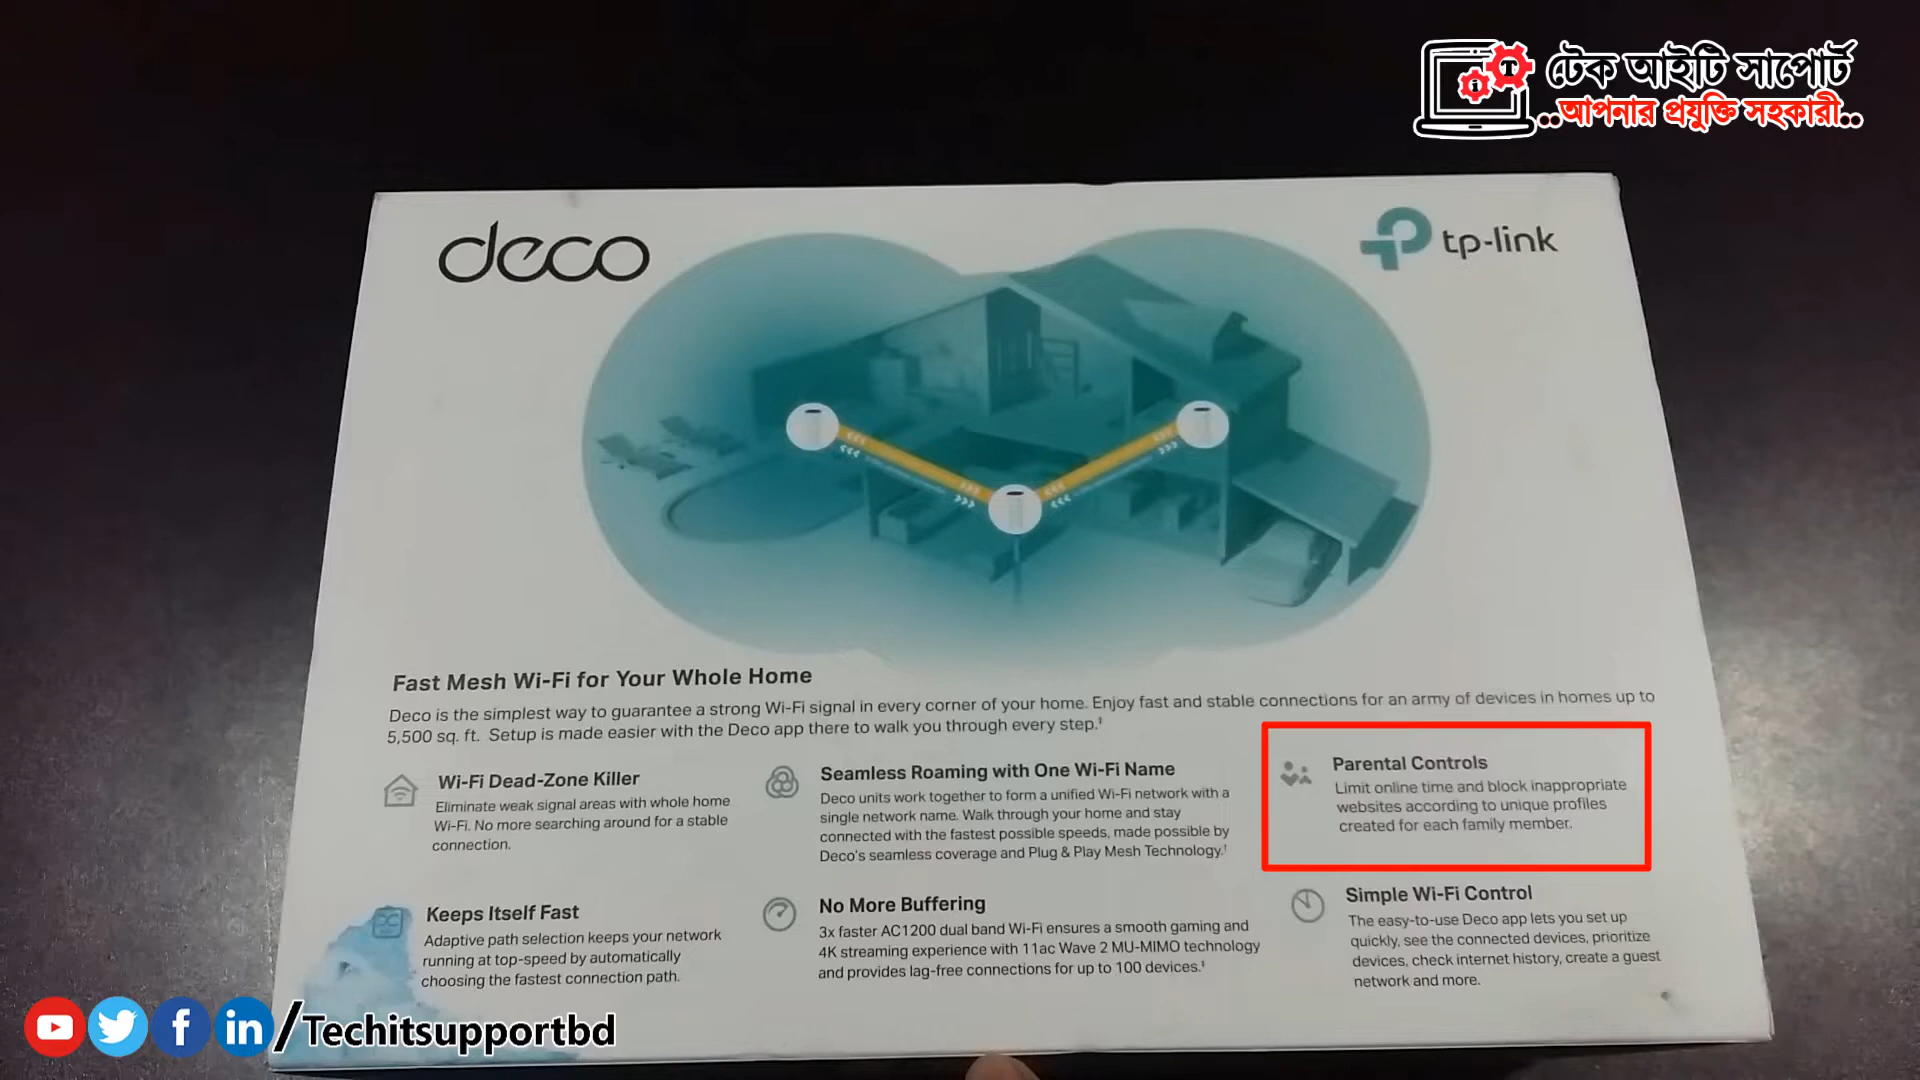 টেক আইটি সাপোর্ট
..আপনার প্রযুক্তি সহকারী..
deco
tp-link
Fast Mesh Wi-Fi for Your Whole Home
Deco is the simplest way to guarantee a strong Wi-Fi signal in every corner of your home. Enjoy fast and stable connections for an army of devices in homes up to
5,500 sq. ft. Setup is made easier with the Deco app there to walk you through every step.‡
Wi-Fi Dead-Zone Killer
Eliminate weak signal areas with whole home
Wi-Fi. No more searching around for a stable
connection.
Seamless Roaming with One Wi-Fi Name
Deco units work together to form a unified Wi-Fi network with a
single network name. Walk through your home and stay
connected with the fastest possible speeds, made possible by
Deco's seamless coverage and Plug & Play Mesh Technology.†
Parental Controls
Limit online time and block inappropriate
websites according to unique profiles
created for each family member.
Keeps Itself Fast
Adaptive path selection keeps your network
running at top-speed by automatically
choosing the fastest connection path.
No More Buffering
3x faster AC1200 dual band Wi-Fi ensures a smooth gaming and
4K streaming experience with 11ac Wave 2 MU-MIMO technology
and provides lag-free connections for up to 100 devices.‡
Simple Wi-Fi Control
The easy-to-use Deco app lets you set up
quickly, see the connected devices, prioritize
devices, check internet history, create a guest
network and more.
/Techitsupportbd